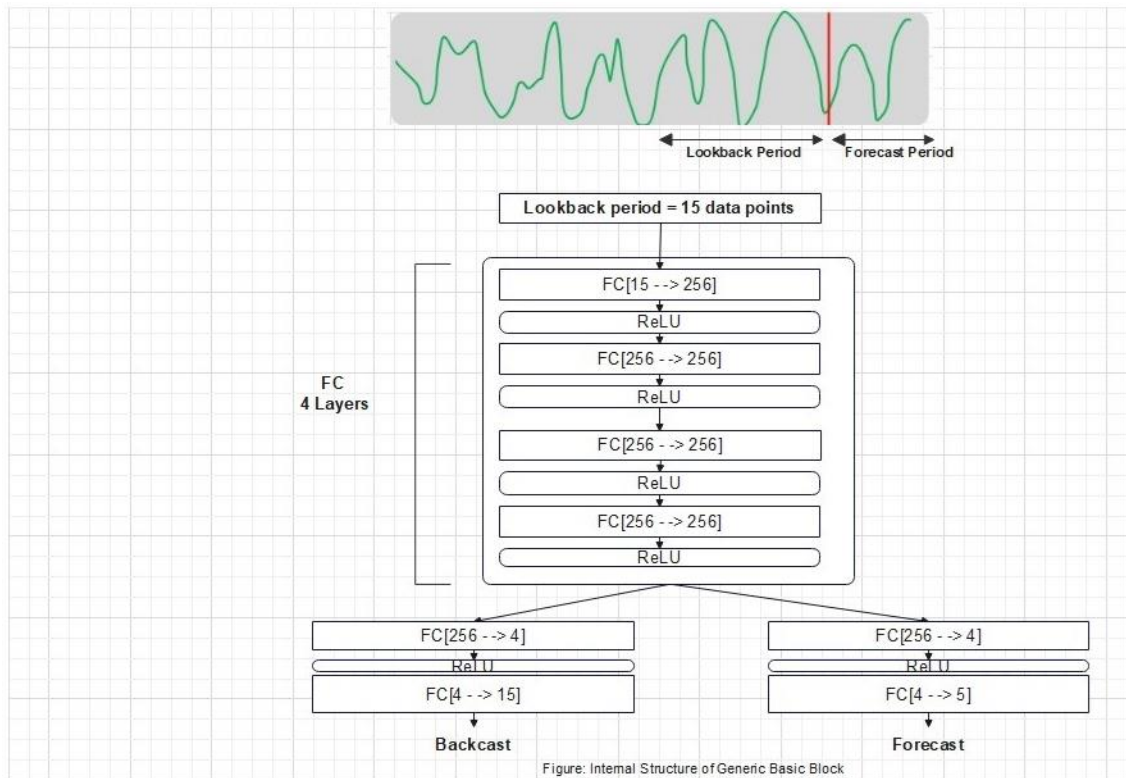 Lookback Period Forecast Period
Lookback period = 15 data points
FC[15 --> 256]
ReLU
FC[256 --> 256]
ReLU
FC
4 Layers
FC[256 --> 256]
ReLU
FC[256 --> 256]
ReLU
FC[256 --> 4]
ReLU
FC[4 --> 15]
Backcast
FC[256 --> 4]
ReLU
FC[4 --> 5]
Forecast
Figure: Internal Structure of Generic Basic Block